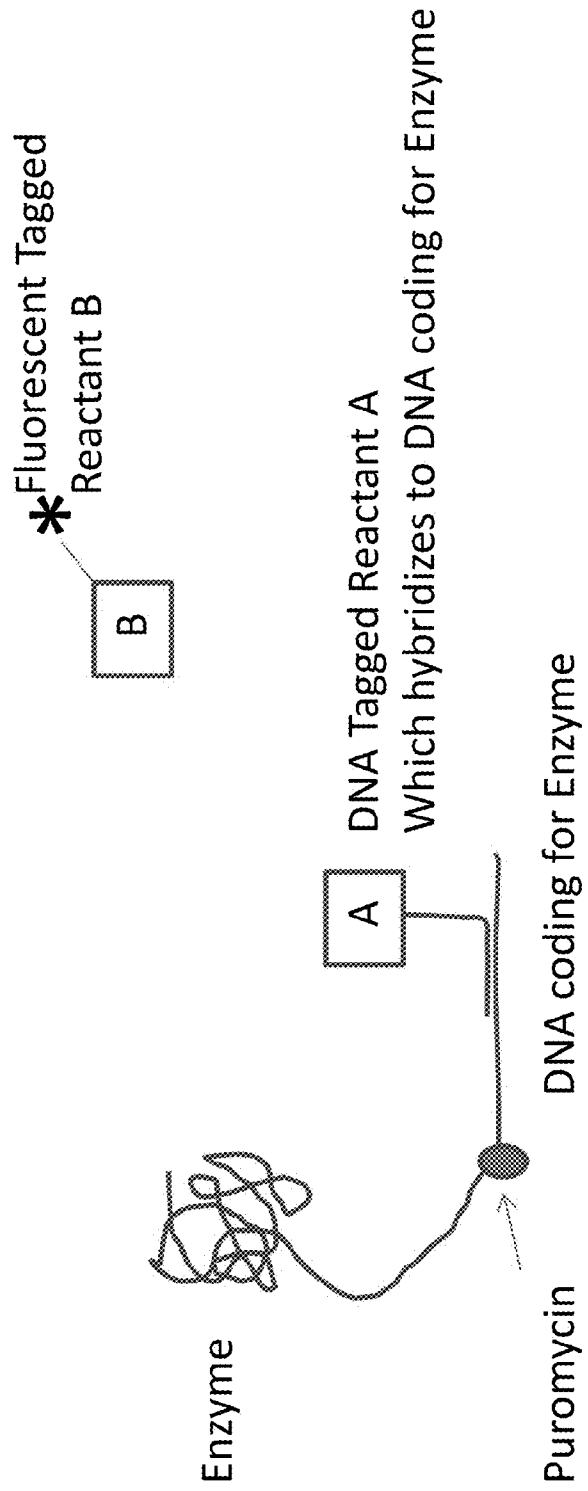 Fluorescent Tagged
Reactant B
*
B
Enzyme
A
DNA Tagged Reactant A
Which hybridizes to DNA coding for Enzyme
Puromycin
DNA coding for Enzyme